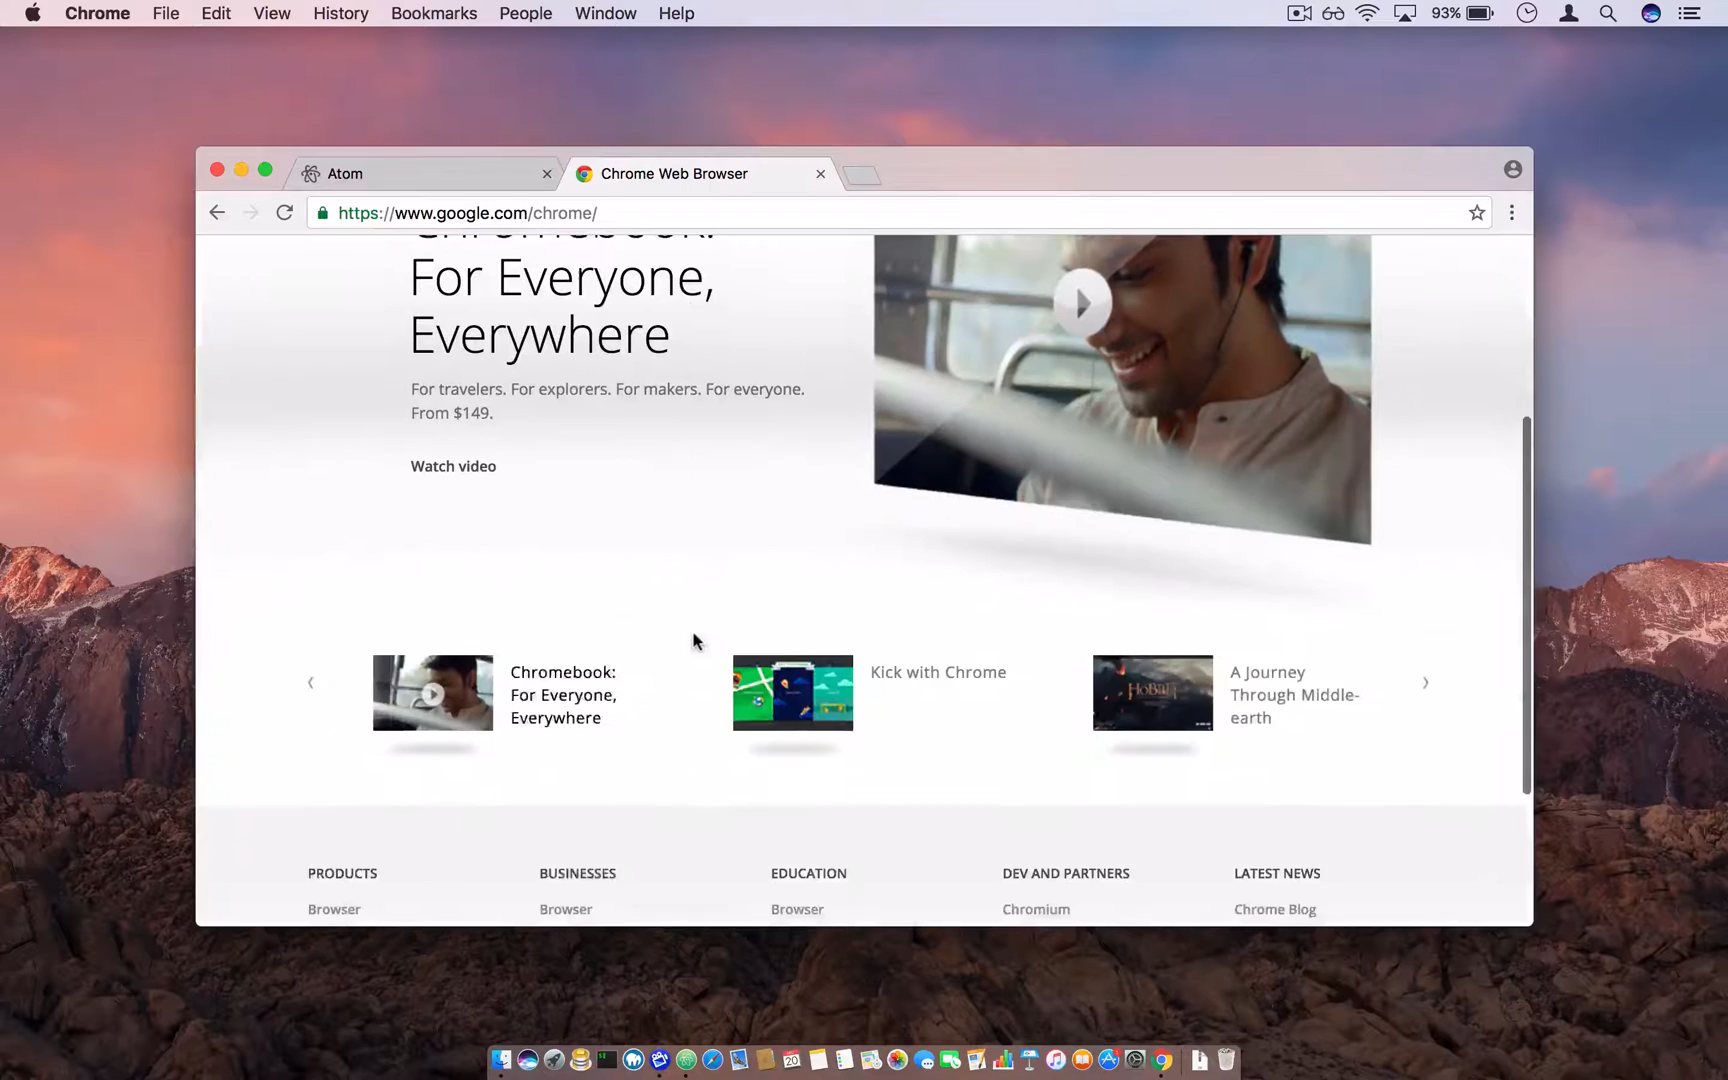 Chrome File Edit View History Bookmarks People Window Help 93%
Atom
Chrome Web Browser
https://www.google.com/chrome/
Chromebook:
For Everyone,
Everywhere
For travelers. For explorers. For makers. For everyone.
From $149.
Watch video
Chromebook:
For Everyone,
Everywhere
Kick with Chrome
HOBBIT
A Journey
Through Middle-
earth
PRODUCTS BUSINESSES EDUCATION DEV AND PARTNERS LATEST NEWS
Browser Browser Browser Chromium Chrome Blog
20